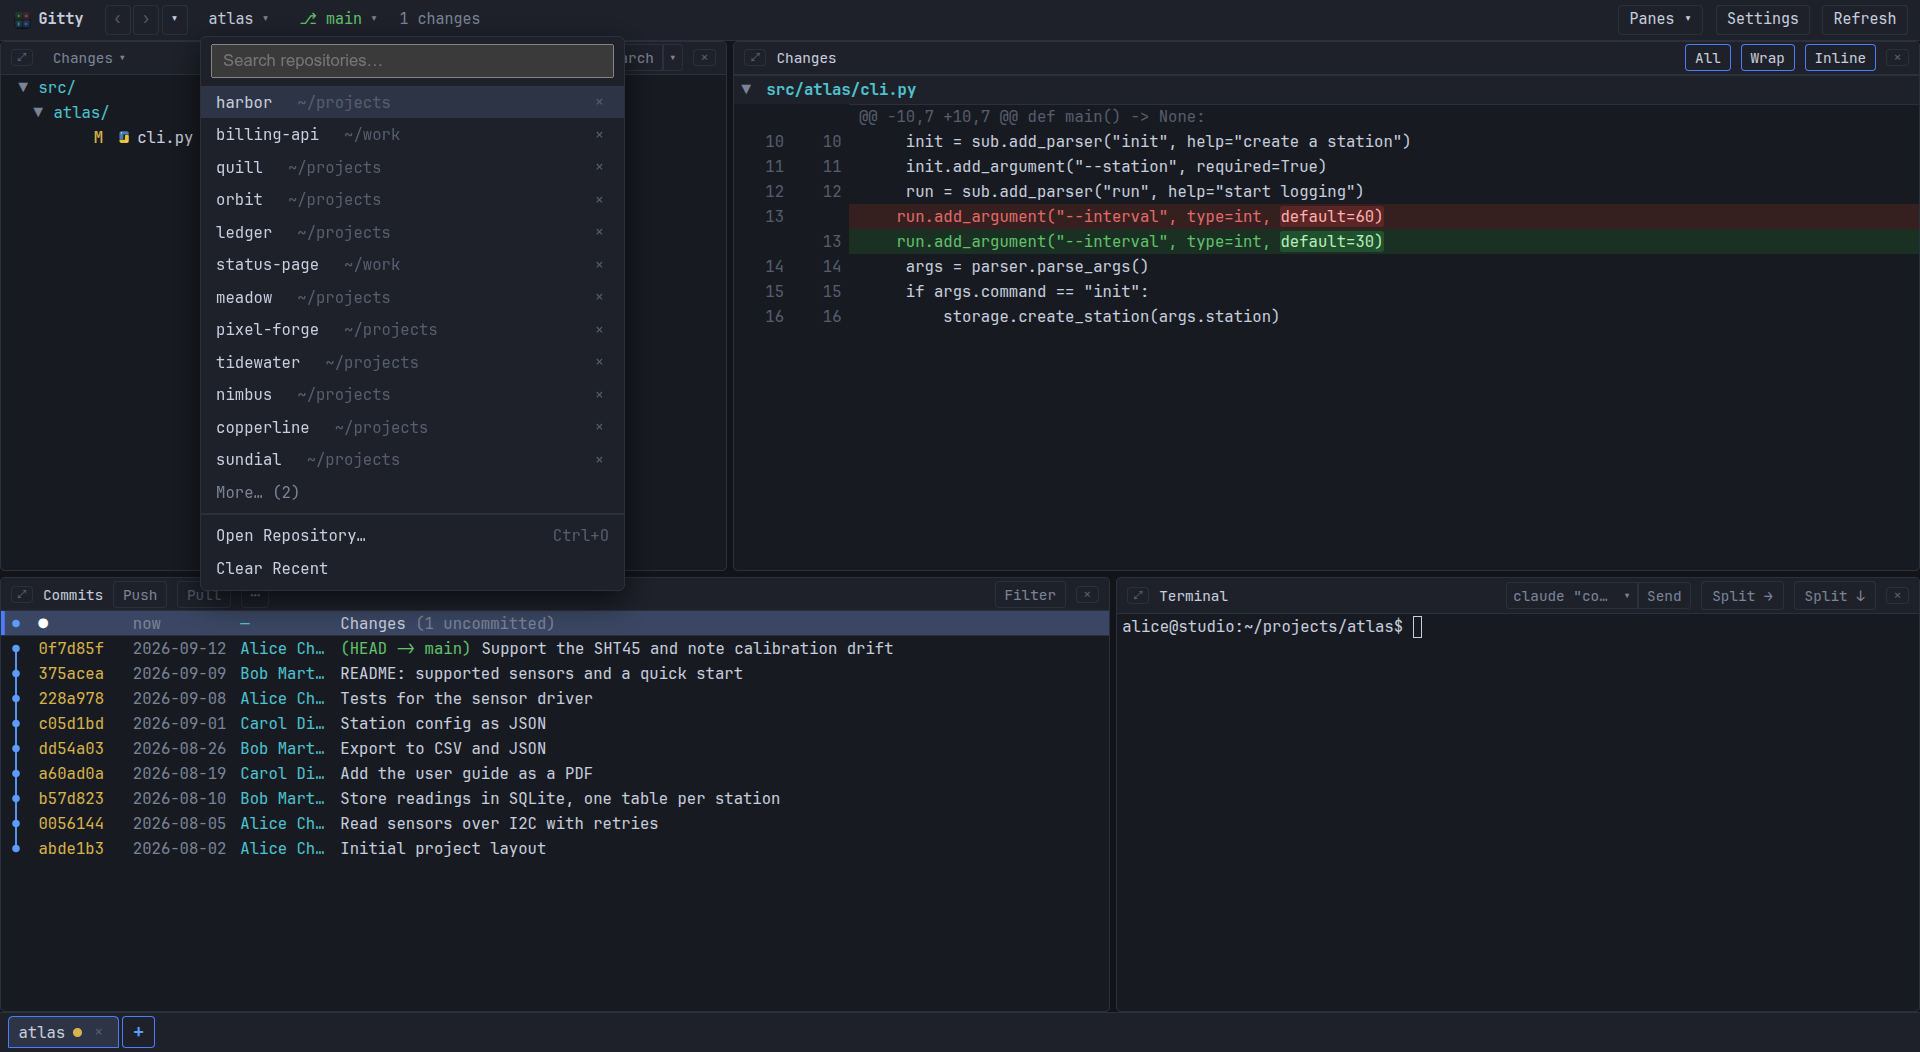 Gitty ‹ › ▾ atlas ▾ main ▾ 1 changes Panes ▾ Settings Refresh
Changes ▾
rch ▾ ×
Search repositories…
harbor ~/projects ×
billing-api ~/work ×
quill ~/projects ×
orbit ~/projects ×
ledger ~/projects ×
status-page ~/work ×
meadow ~/projects ×
pixel-forge ~/projects ×
tidewater ~/projects ×
nimbus ~/projects ×
copperline ~/projects ×
sundial ~/projects ×
More… (2)
Open Repository… Ctrl+O
Clear Recent
▼ src/
▼ atlas/
M cli.py
Changes All Wrap Inline ×
▼ src/atlas/cli.py
@@ -10,7 +10,7 @@ def main() -> None:
10 10 init = sub.add_parser("init", help="create a station")
11 11 init.add_argument("--station", required=True)
12 12 run = sub.add_parser("run", help="start logging")
13 run.add_argument("--interval", type=int, default=60)
13 run.add_argument("--interval", type=int, default=30)
14 14 args = parser.parse_args()
15 15 if args.command == "init":
16 16 storage.create_station(args.station)
Commits Push Pull … Filter ×
now — Changes (1 uncommitted)
0f7d85f 2026-09-12 Alice Ch… (HEAD -> main) Support the SHT45 and note calibration drift
375acea 2026-09-09 Bob Mart… README: supported sensors and a quick start
228a978 2026-09-08 Alice Ch… Tests for the sensor driver
c05d1bd 2026-09-01 Carol Di… Station config as JSON
dd54a03 2026-08-26 Bob Mart… Export to CSV and JSON
a60ad0a 2026-08-19 Carol Di… Add the user guide as a PDF
b57d823 2026-08-10 Bob Mart… Store readings in SQLite, one table per station
0056144 2026-08-05 Alice Ch… Read sensors over I2C with retries
abde1b3 2026-08-02 Alice Ch… Initial project layout
Terminal claude "co… ▾ Send Split → Split ↓ ×
alice@studio:~/projects/atlas$
atlas × +